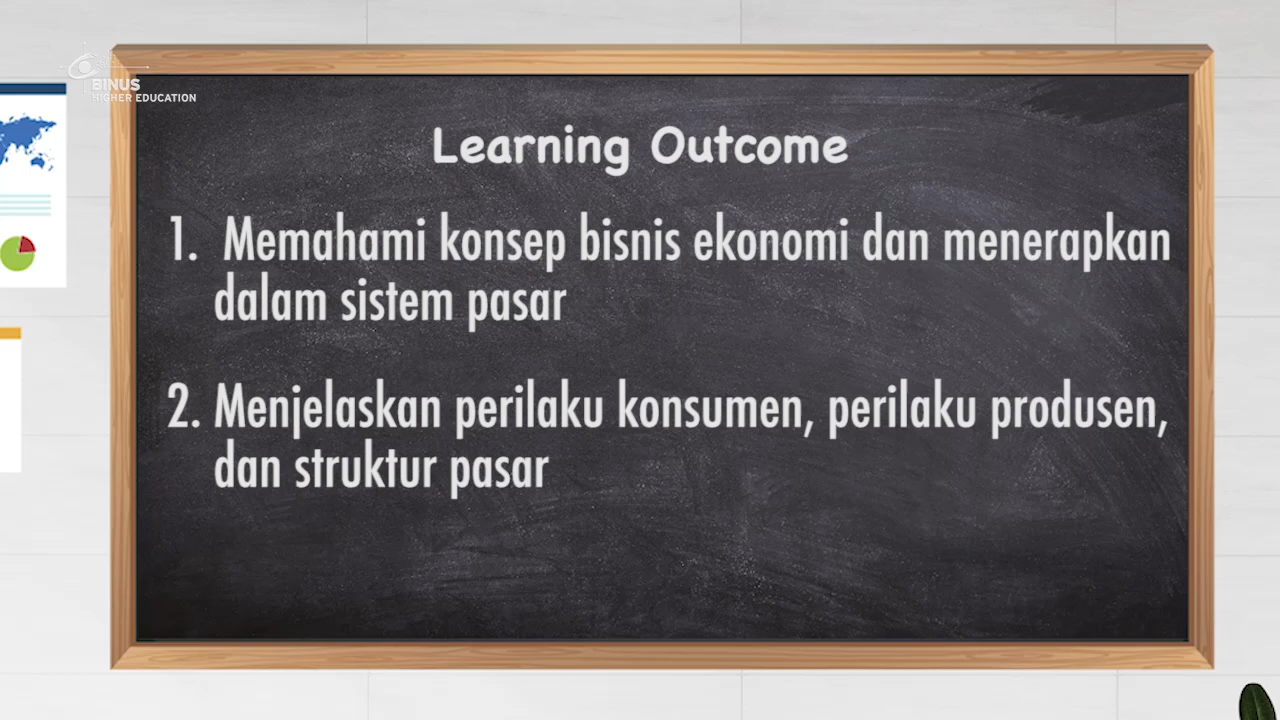 BINUS
HIGHER EDUCATION
Learning Outcome
1. Memahami konsep bisnis ekonomi dan menerapkan
dalam sistem pasar
2. Menjelaskan perilaku konsumen, perilaku produsen,
dan struktur pasar